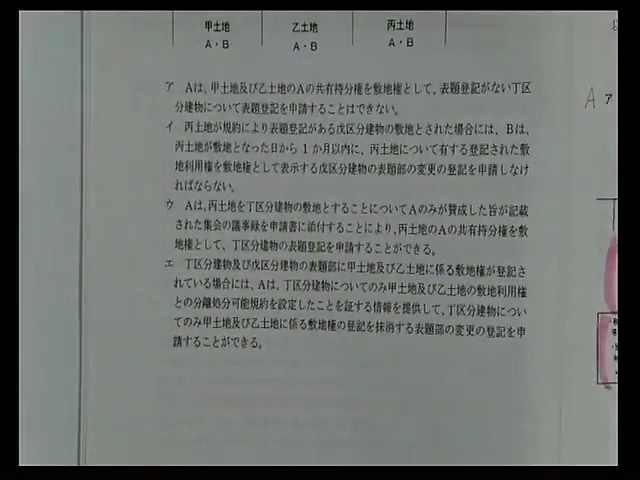 甲土地 乙土地 丙土地
A・B A・B A・B
ア Aは、甲土地及び乙土地のAの共有持分権を敷地権として、表題登記がない丁区
分建物について表題登記を申請することはできない。
イ 丙土地が規約により表題登記がある戊区分建物の敷地とされた場合には、Bは、
丙土地が敷地となった日から1か月以内に、丙土地について有する登記された敷
地利用権を敷地権として表示する戊区分建物の表題部の変更の登記を申請しなけ
ればならない。
ウ Aは、丙土地を丁区分建物の敷地とすることについてAのみが賛成した旨が記載
された集会の議事録を申請書に添付することにより、丙土地のAの共有持分権を敷
地権として、丁区分建物の表題登記を申請することができる。
エ 丁区分建物及び戊区分建物の表題部に甲土地及び乙土地に係る敷地権が登記さ
れている場合には、Aは、丁区分建物についてのみ甲土地及び乙土地の敷地利用権
との分離処分可能規約を設定したことを証する情報を提供して、丁区分建物につい
てのみ甲土地及び乙土地に係る敷地権の登記を抹消する表題部の変更の登記を申
請することができる。
A ア